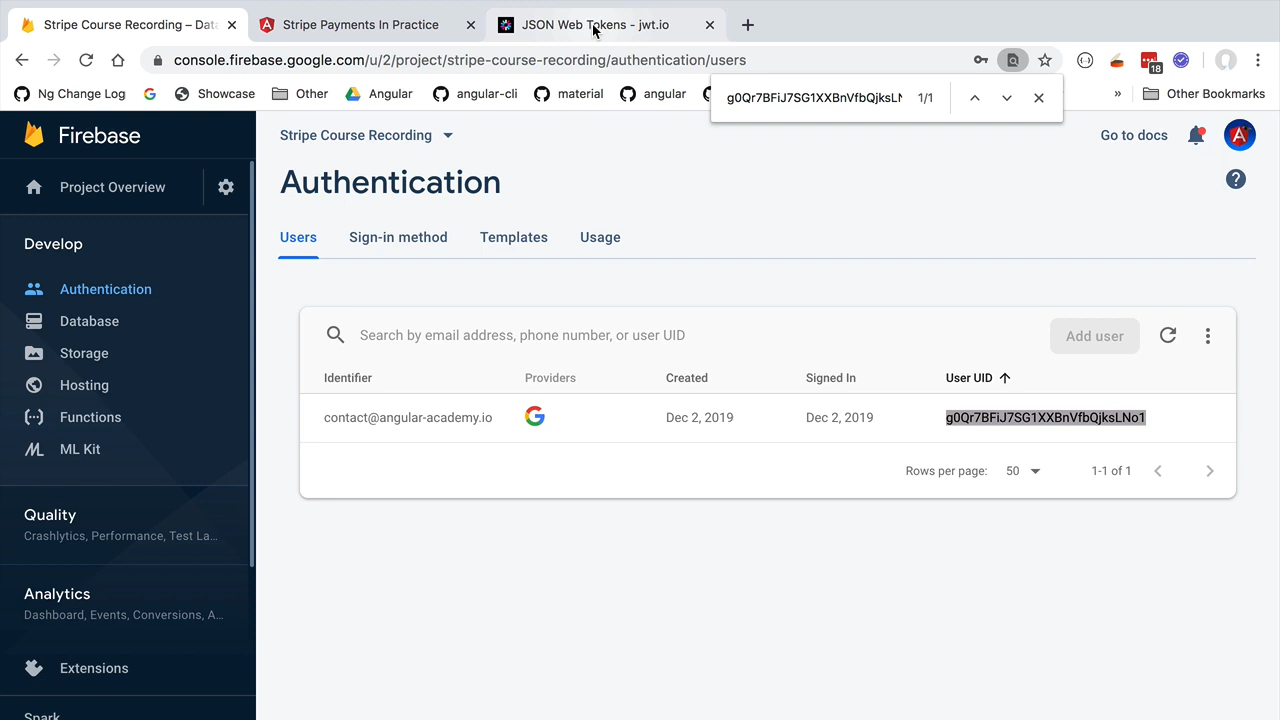 Stripe Course Recording – Data
Stripe Payments In Practice
JSON Web Tokens - jwt.io
console.firebase.google.com/u/2/project/stripe-course-recording/authentication/users
18
Ng Change Log
Showcase
Other
Angular
angular-cli
material
angular
»
Other Bookmarks
g0Qr7BFiJ7SG1XXBnVfbQjksLN
1/1
Firebase
Stripe Course Recording
Go to docs
Project Overview
Authentication
Users
Sign-in method
Templates
Usage
Develop
Authentication
Database
Storage
Hosting
Functions
ML Kit
Quality
Crashlytics, Performance, Test La...
Analytics
Dashboard, Events, Conversions, A...
Extensions
Spark
Search by email address, phone number, or user UID
Add user
Identifier
Providers
Created
Signed In
User UID
contact@angular-academy.io
Dec 2, 2019
Dec 2, 2019
g0Qr7BFiJ7SG1XXBnVfbQjksLNo1
Rows per page:
50
1-1 of 1